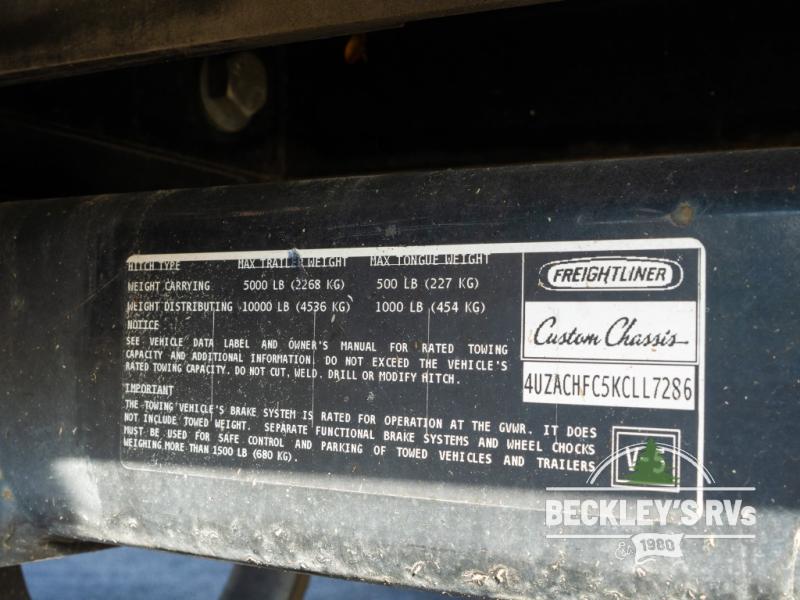 HITCH TYPE MAX TRAILER WEIGHT MAX TONGUE WEIGHT
WEIGHT CARRYING 5000 LB (2268 KG) 500 LB (227 KG)
WEIGHT DISTRIBUTING 10000 LB (4536 KG) 1000 LB (454 KG)
NOTICE
SEE VEHICLE DATA LABEL AND OWNER'S MANUAL FOR RATED TOWING
CAPACITY AND ADDITIONAL INFORMATION. DO NOT EXCEED THE VEHICLE'S
RATED TOWING CAPACITY. DO NOT CUT, WELD, DRILL OR MODIFY HITCH.
IMPORTANT
THE TOWING VEHICLE'S BRAKE SYSTEM IS RATED FOR OPERATION AT THE GVWR. IT DOES
NOT INCLUDE TOWED WEIGHT. SEPARATE FUNCTIONAL BRAKE SYSTEMS AND WHEEL CHOCKS
MUST BE USED FOR SAFE CONTROL AND PARKING OF TOWED VEHICLES AND TRAILERS
WEIGHING MORE THAN 1500 LB (680 KG).
FREIGHTLINER
Custom Chassis
4UZACHFC5KCLL7286
V-5
BECKLEY'S RVs
Est 1980